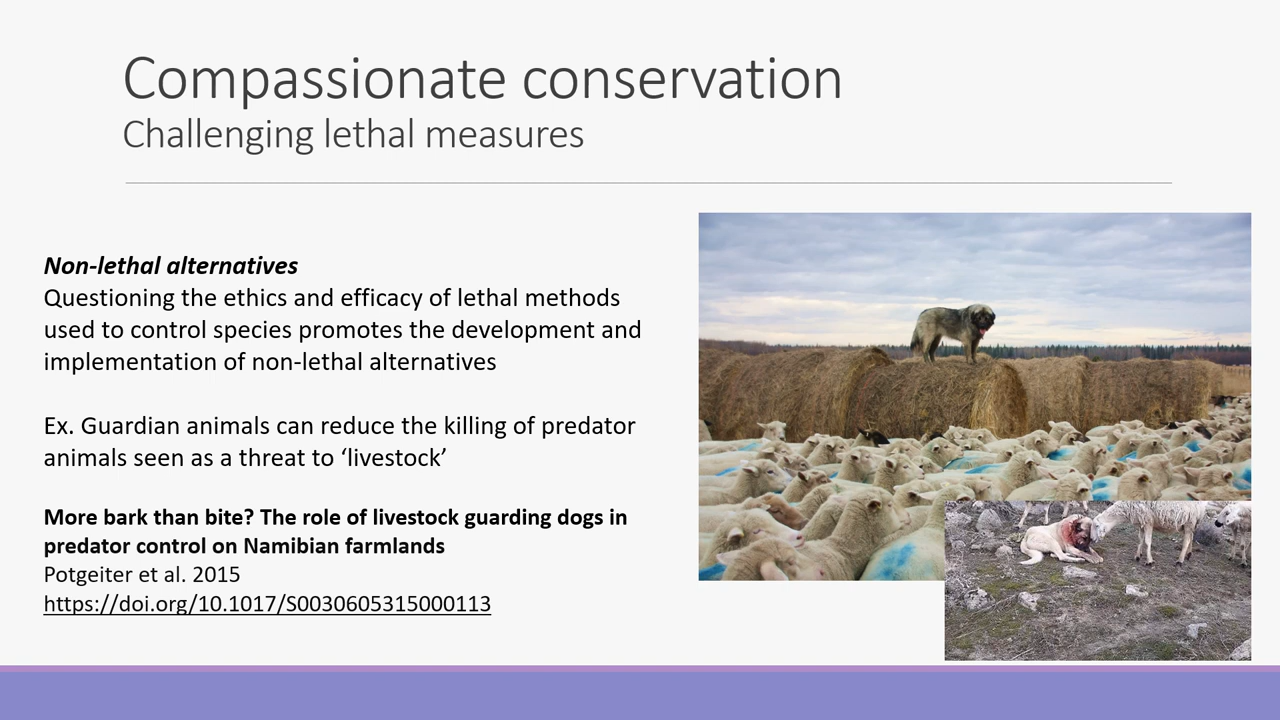 Compassionate conservation
Challenging lethal measures
Non-lethal alternatives
Questioning the ethics and efficacy of lethal methods
used to control species promotes the development and
implementation of non-lethal alternatives
Ex. Guardian animals can reduce the killing of predator
animals seen as a threat to ‘livestock’
More bark than bite? The role of livestock guarding dogs in
predator control on Namibian farmlands
Potgeiter et al. 2015
https://doi.org/10.1017/S0030605315000113